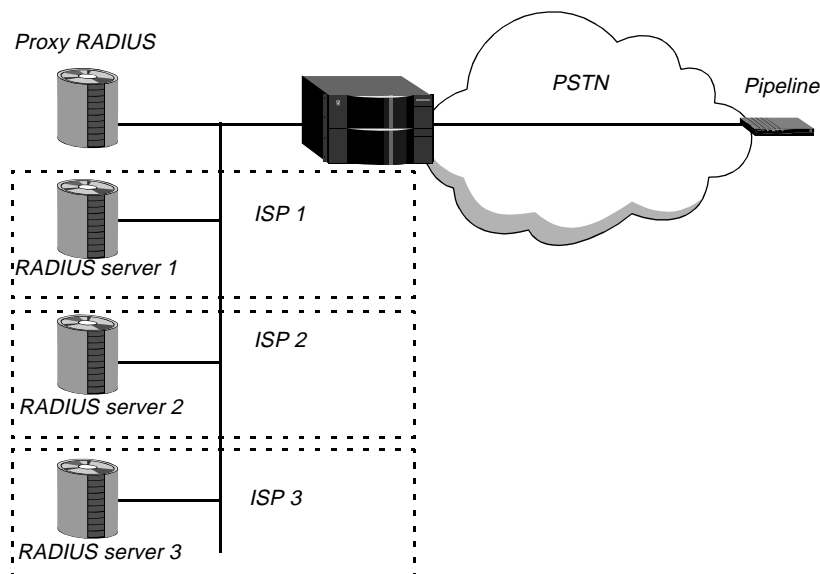 Proxy RADIUS
PSTN
Pipeline
ISP 1
RADIUS server 1
ISP 2
RADIUS server 2
ISP 3
RADIUS server 3